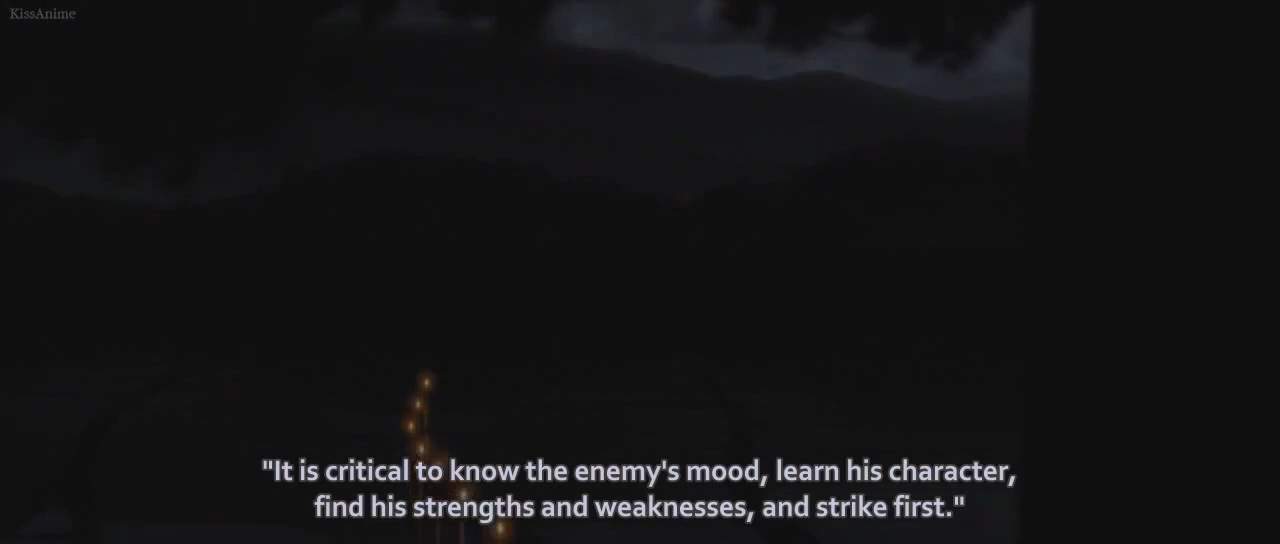 KissAnime
"It is critical to know the enemy's mood, learn his character,
find his strengths and weaknesses, and strike first."